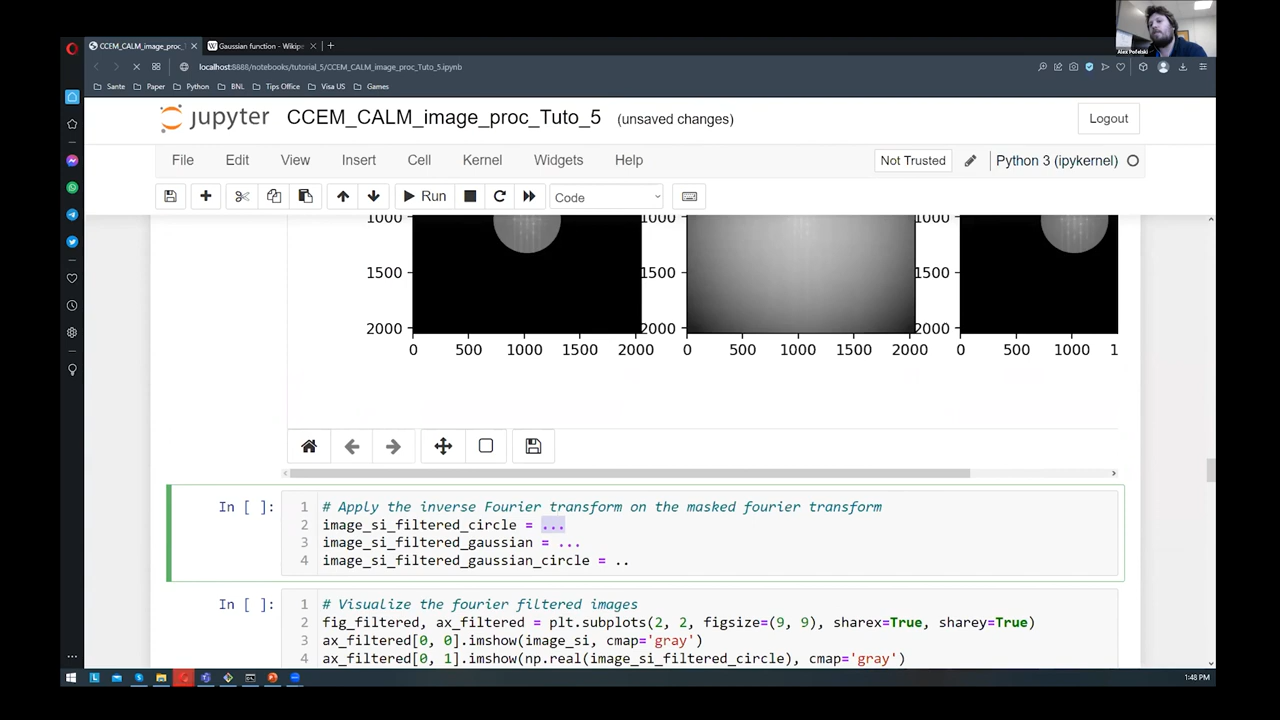 Alex Pofelski
CCEM_CALM_image_proc_
Gaussian function - Wikipe
localhost:8888/notebooks/tutorial_5/CCEM_CALM_image_proc_Tuto_5.ipynb
Sante
Paper
Python
BNL
Tips Office
Visa US
Games
jupyter
CCEM_CALM_image_proc_Tuto_5
(unsaved changes)
Logout
File
Edit
View
Insert
Cell
Kernel
Widgets
Help
Not Trusted
Python 3 (ipykernel)
Run
Code
1000
1000
1000
1500
1500
1500
2000
2000
2000
0 500 1000 1500 2000
0 500 1000 1500 2000
0 500 1000 1
In [ ]:
1 # Apply the inverse Fourier transform on the masked fourier transform
2 image_si_filtered_circle = ...
3 image_si_filtered_gaussian = ...
4 image_si_filtered_gaussian_circle = ..
In [ ]:
1 # Visualize the fourier filtered images
2 fig_filtered, ax_filtered = plt.subplots(2, 2, figsize=(9, 9), sharex=True, sharey=True)
3 ax_filtered[0, 0].imshow(image_si, cmap='gray')
4 ax_filtered[0, 1].imshow(np.real(image_si_filtered_circle), cmap='gray')
1:48 PM